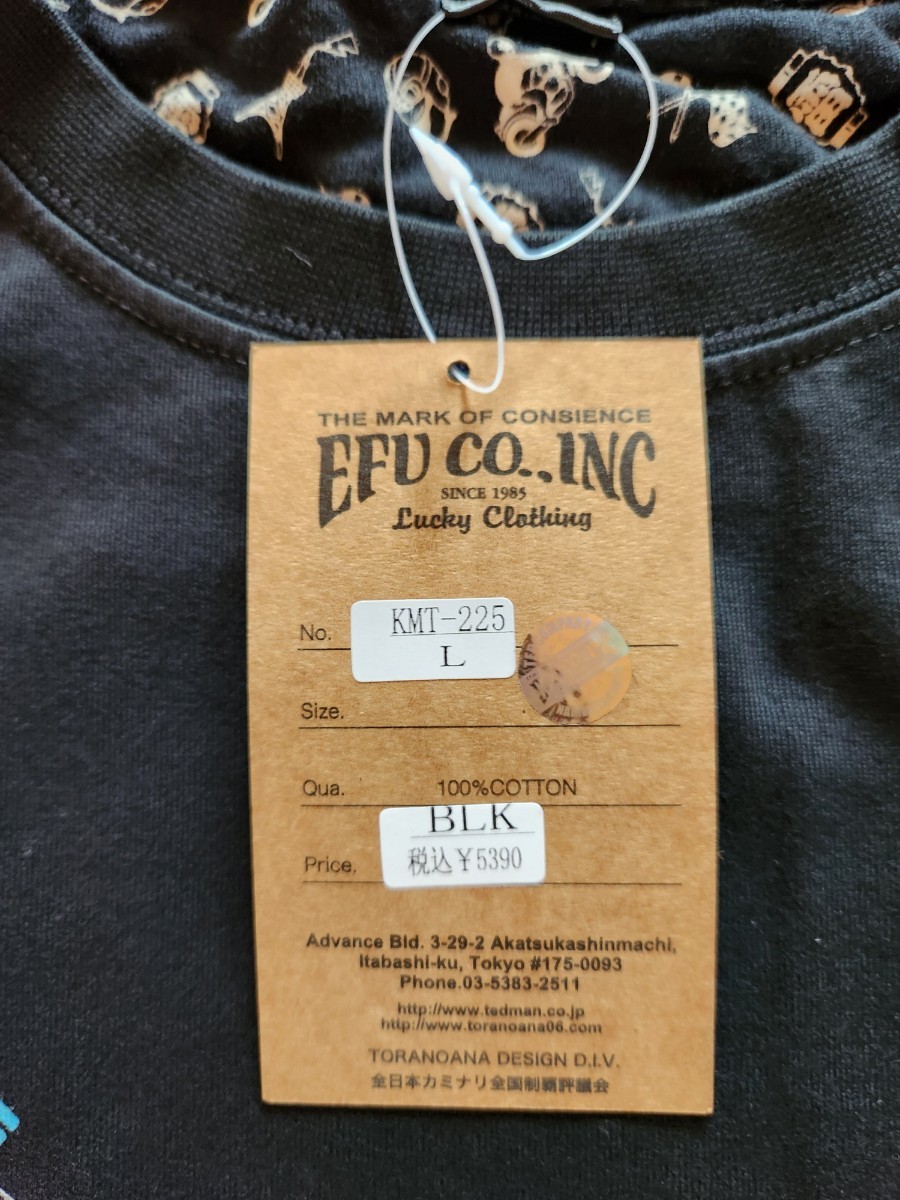 THE MARK OF CONSIENCE
EFU CO..INC
SINCE 1985
Lucky Clothing
No. KMT-225
L
Size.
Qua. 100%COTTON
BLK
Price. 税込¥5390
Advance Bld. 3-29-2 Akatsukashinmachi,
Itabashi-ku, Tokyo #175-0093
Phone.03-5383-2511
http://www.tedman.co.jp
http://www.toranoana06.com
TORANOANA DESIGN D.I.V.
全日本カミナリ全国制覇評議会